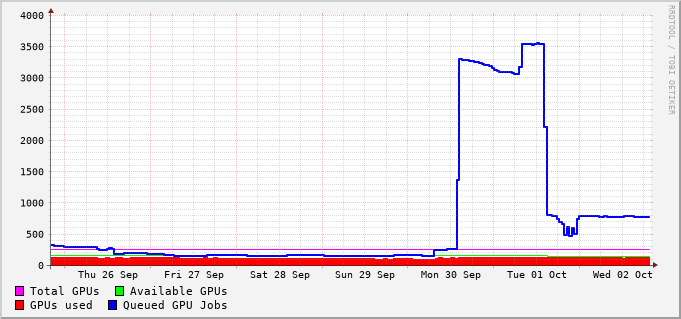 4000
3500
3000
2500
2000
1500
1000
500
0
Thu 26 Sep Fri 27 Sep Sat 28 Sep Sun 29 Sep Mon 30 Sep Tue 01 Oct Wed 02 Oct
Total GPUs Available GPUs
GPUs used Queued GPU Jobs
RRDTOOL / TOBI OETIKER